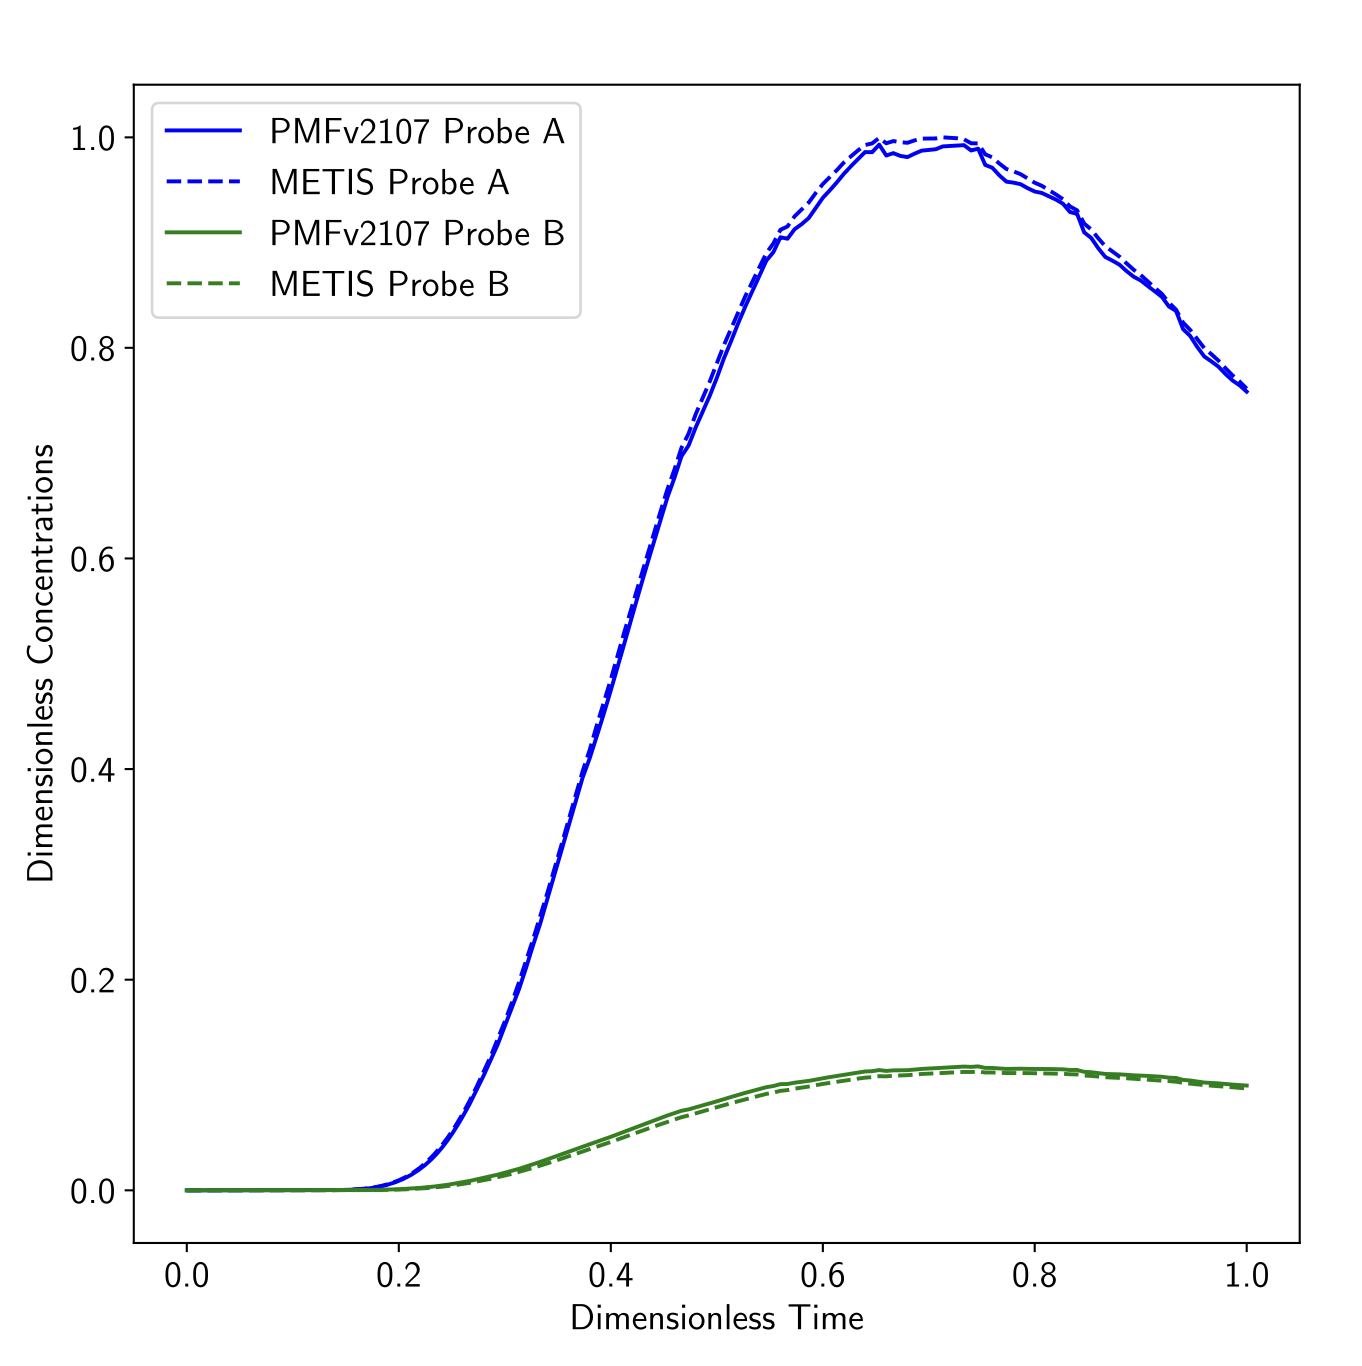 PMFv2107 Probe A
METIS Probe A
PMFv2107 Probe B
METIS Probe B
1.0
0.8
0.6
0.4
0.2
0.0
Dimensionless Concentrations
0.0 0.2 0.4 0.6 0.8 1.0
Dimensionless Time